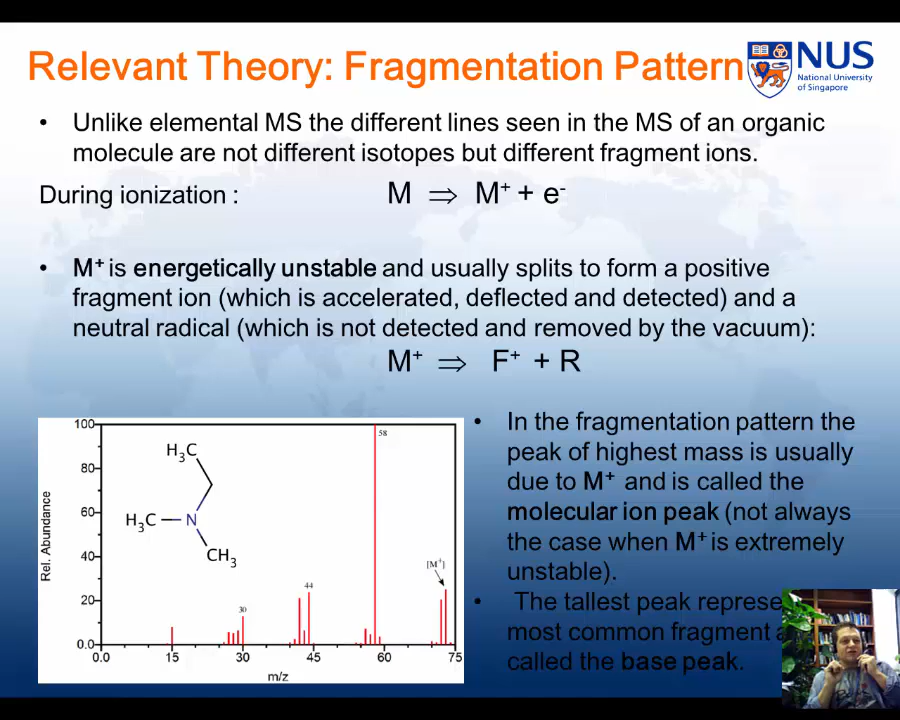 Relevant Theory: Fragmentation Pattern
NUS
National University
of Singapore
• Unlike elemental MS the different lines seen in the MS of an organic
molecule are not different isotopes but different fragment ions.
During ionization : M ⇒ M⁺ + e⁻
• M⁺ is energetically unstable and usually splits to form a positive
fragment ion (which is accelerated, deflected and detected) and a
neutral radical (which is not detected and removed by the vacuum):
M⁺ ⇒ F⁺ + R
Rel. Abundance
100
80
60
40
20
0.0
H₃C
H₃C
N
CH₃
30
44
58
[M⁺]
0.0 15 30 45 60 75
m/z
• In the fragmentation pattern the
peak of highest mass is usually
due to M⁺ and is called the
molecular ion peak (not always
the case when M⁺ is extremely
unstable).
• The tallest peak represe
most common fragment a
called the base peak.